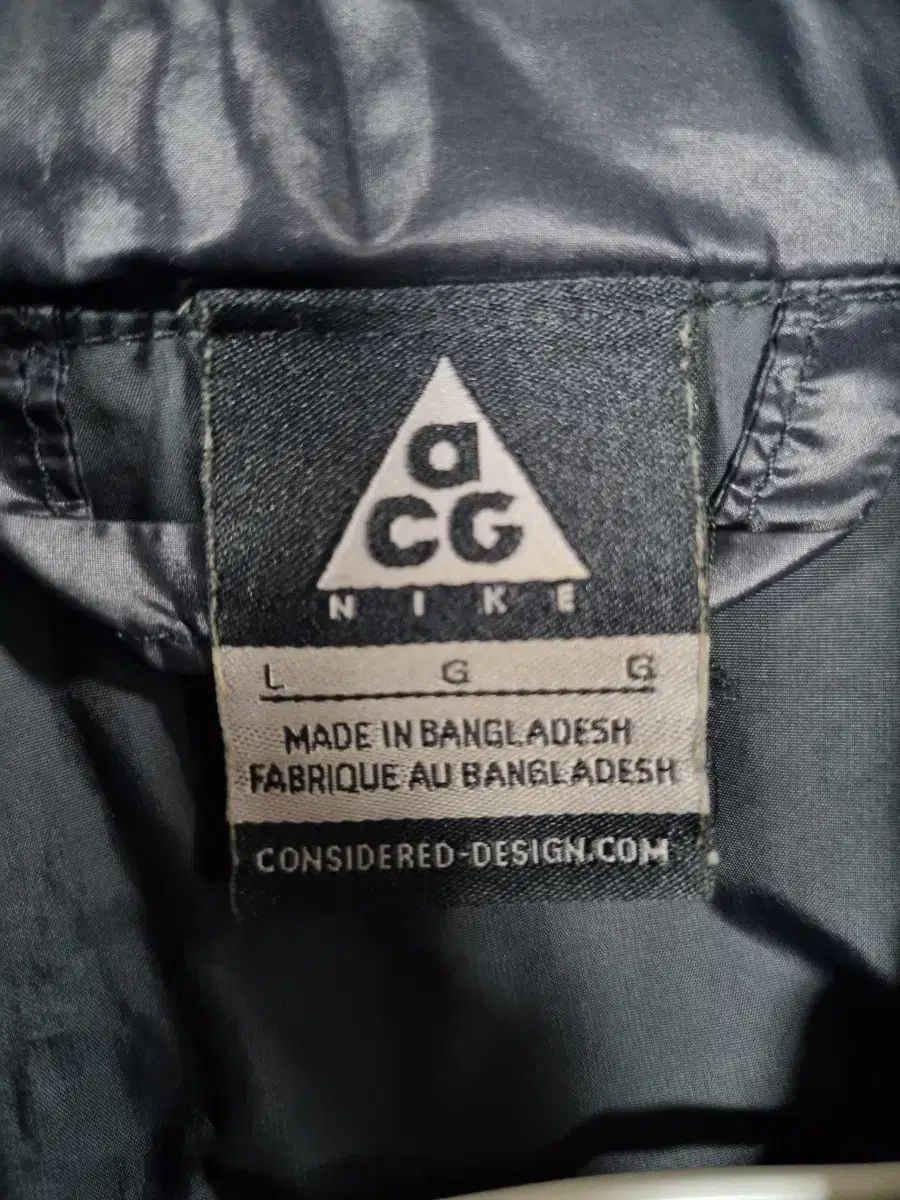 a
CG
NIKE
L G G
MADE IN BANGLADESH
FABRIQUE AU BANGLADESH
CONSIDERED-DESIGN.COM